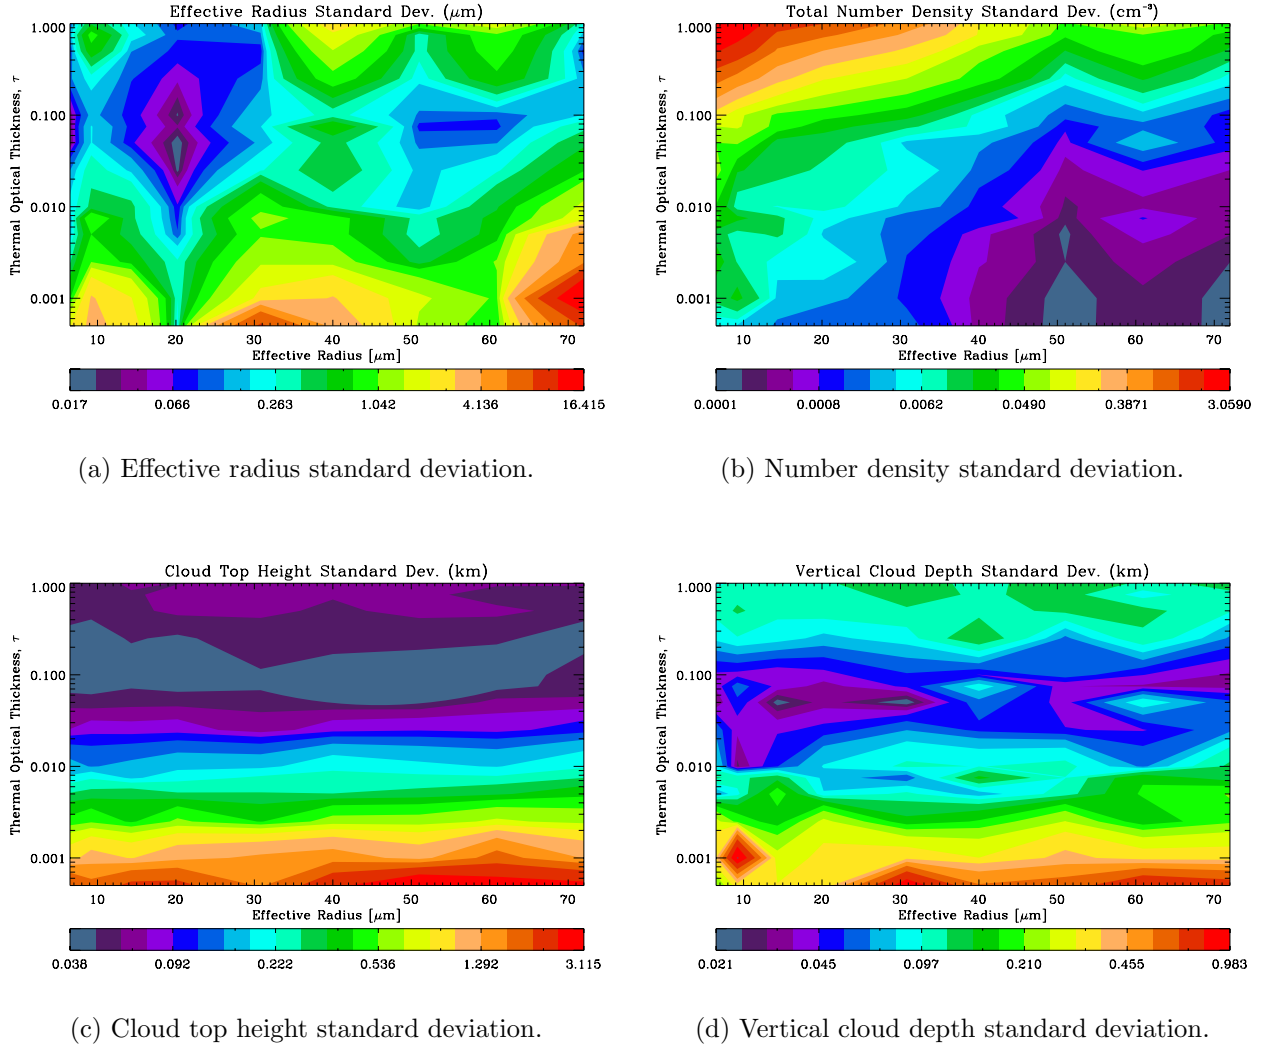 Effective Radius Standard Dev. (μm)
Total Number Density Standard Dev. (cm⁻³)
Thermal Optical Thickness, τ
1.000
0.100
0.010
0.001
10 20 30 40 50 60 70
Effective Radius [μm]
0.017 0.066 0.263 1.042 4.136 16.415
Thermal Optical Thickness, τ
1.000
0.100
0.010
0.001
10 20 30 40 50 60 70
Effective Radius [μm]
0.0001 0.0008 0.0062 0.0490 0.3871 3.0590
(a) Effective radius standard deviation.
(b) Number density standard deviation.
Cloud Top Height Standard Dev. (km)
Vertical Cloud Depth Standard Dev. (km)
Thermal Optical Thickness, τ
1.000
0.100
0.010
0.001
10 20 30 40 50 60 70
Effective Radius [μm]
0.038 0.092 0.222 0.536 1.292 3.115
Thermal Optical Thickness, τ
1.000
0.100
0.010
0.001
10 20 30 40 50 60 70
Effective Radius [μm]
0.021 0.045 0.097 0.210 0.455 0.983
(c) Cloud top height standard deviation.
(d) Vertical cloud depth standard deviation.